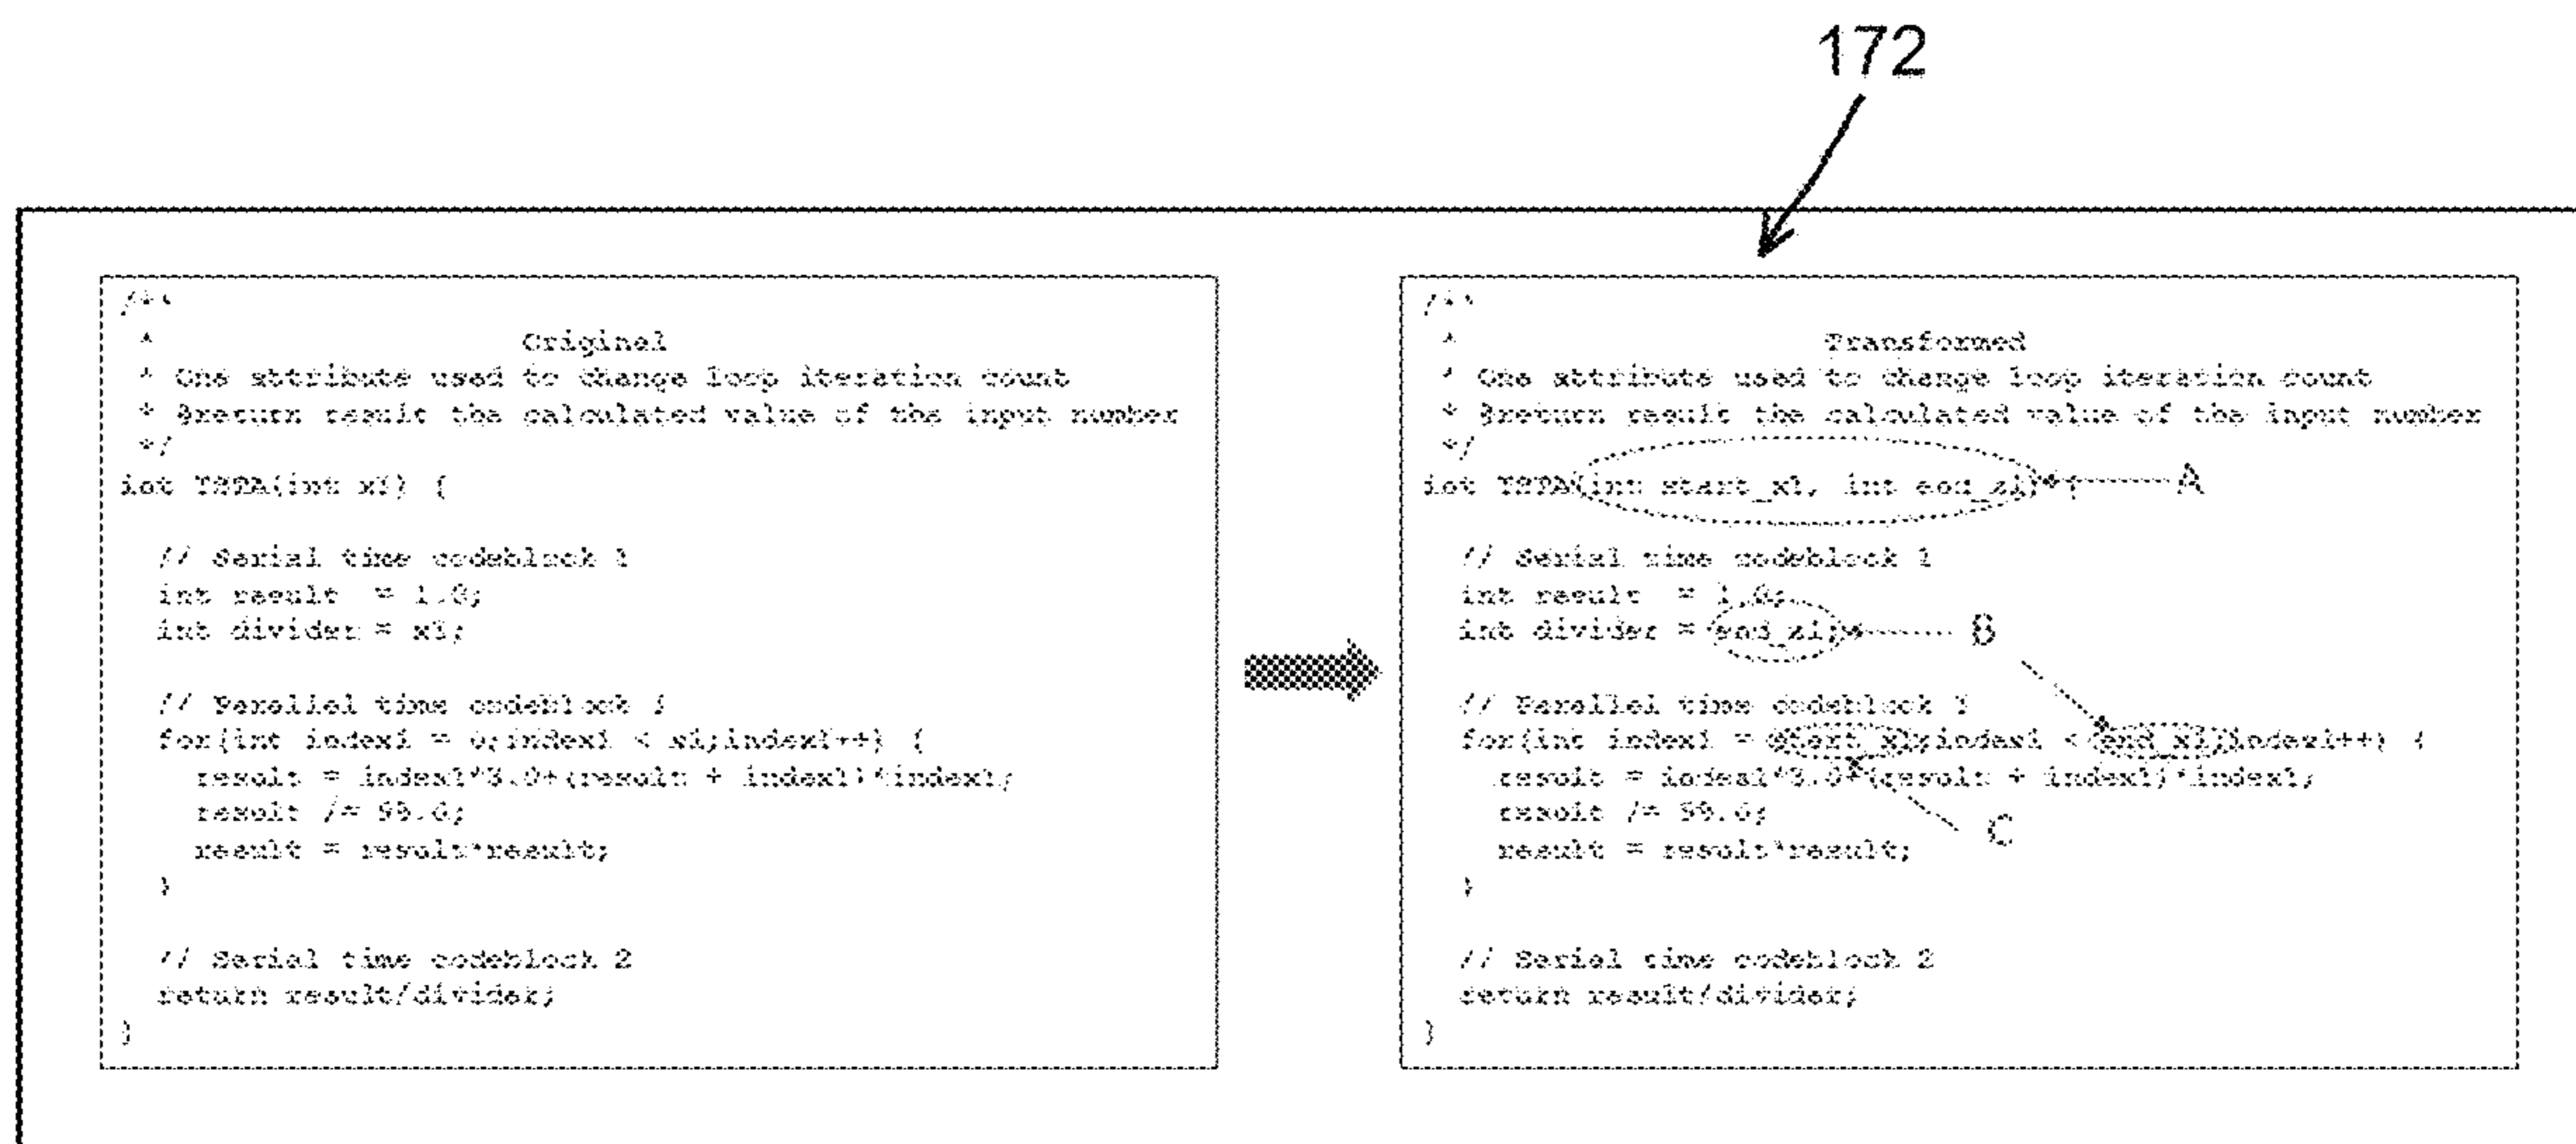 172
/**
*
Original
* One attribute used to change loop iteration count
* @return result the calculated value of the input number
*/
int TSTA(int x1) {
// Serial time codeblock 1
int result = 1.0;
int divider = x1;
// Parallel time codeblock 1
for(int index1 = 0;index1 < x1;index1++) {
result = index1*3.0+(result + index1)*index1;
result /= 99.0;
result = result*result;
}
// Serial time codeblock 2
return result/divider;
}
/**
*
Transformed
* One attribute used to change loop iteration count
* @return result the calculated value of the input number
*/
int TSTA(int start_x1, int end_x1) {
A
// Serial time codeblock 1
int result = 1.0;
int divider = end_x1;
B
// Parallel time codeblock 1
for(int index1 = start_x1;index1 < end_x1;index1++) {
result = index1*3.0+(result + index1)*index1;
result /= 99.0;
C
result = result*result;
}
// Serial time codeblock 2
return result/divider;
}